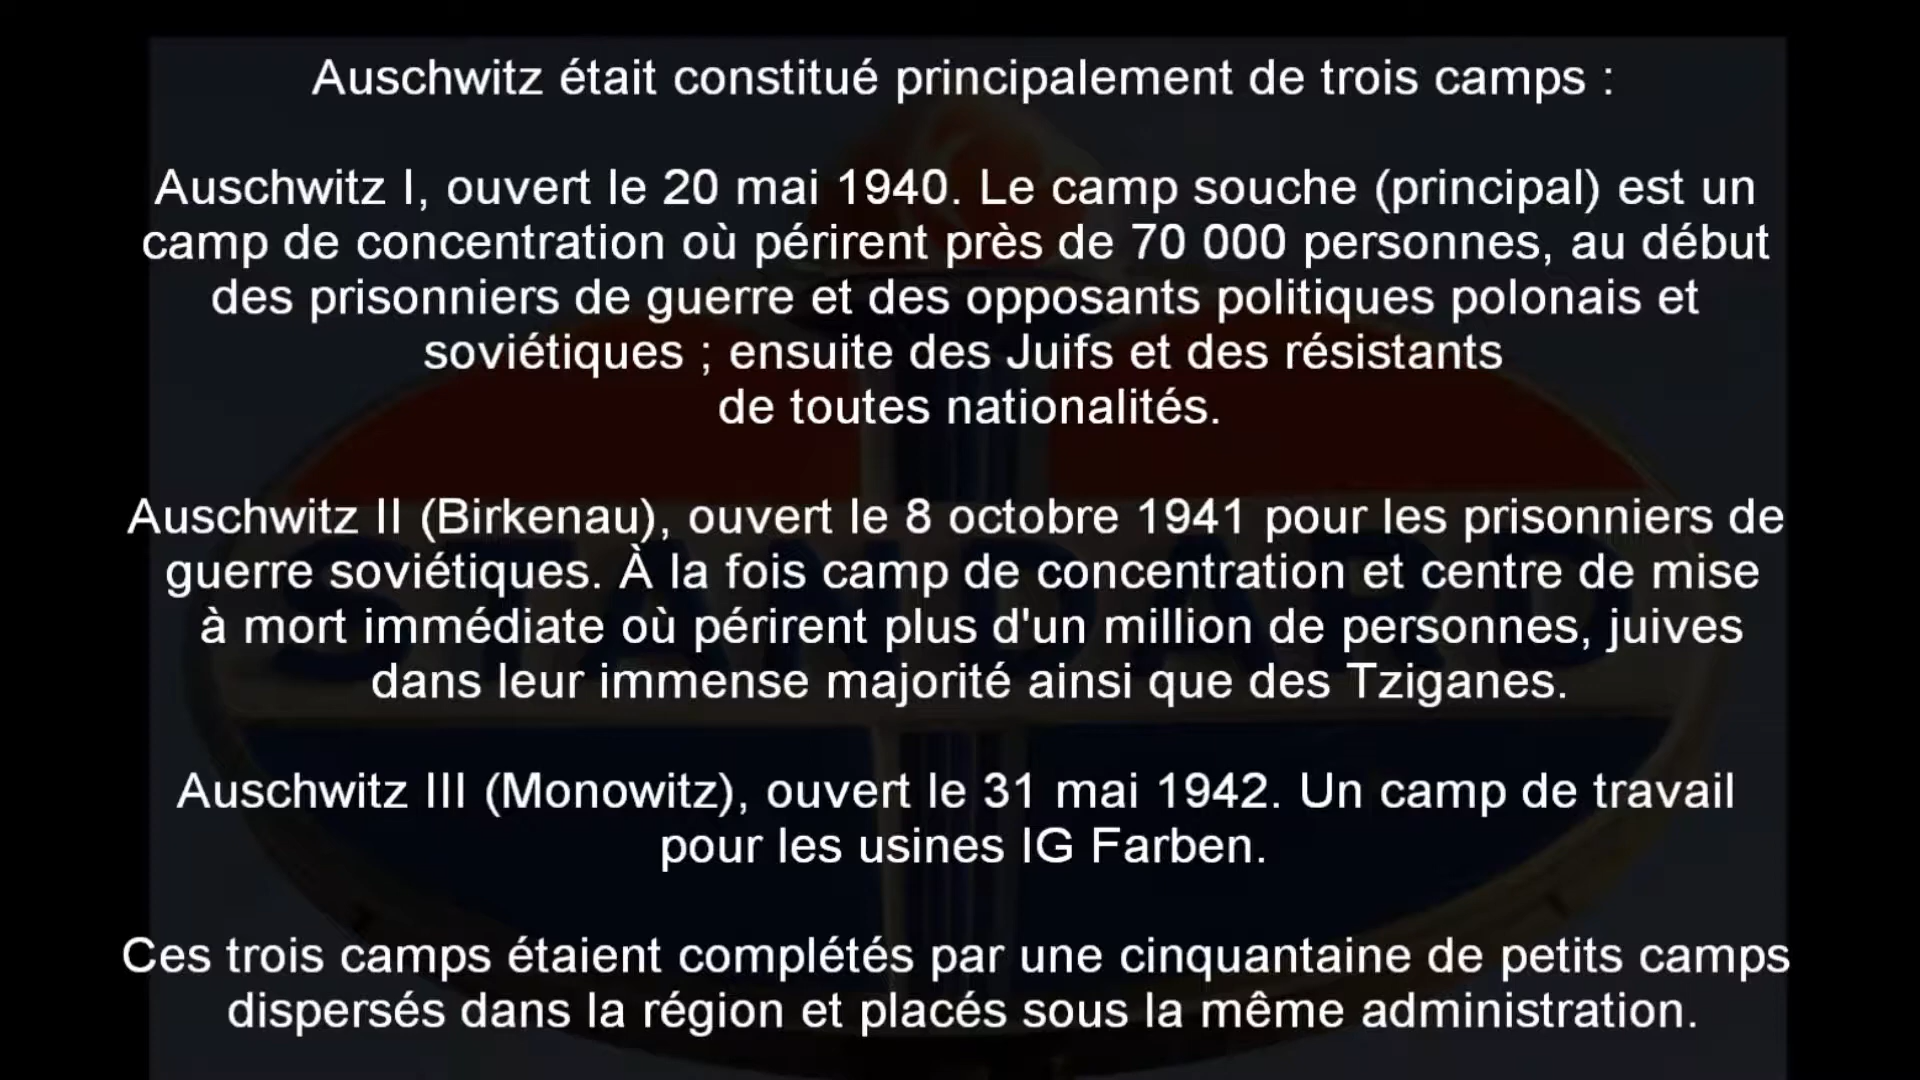 Auschwitz était constitué principalement de trois camps :
Auschwitz I, ouvert le 20 mai 1940. Le camp souche (principal) est un
camp de concentration où périrent près de 70 000 personnes, au début
des prisonniers de guerre et des opposants politiques polonais et
soviétiques ; ensuite des Juifs et des résistants
de toutes nationalités.
Auschwitz II (Birkenau), ouvert le 8 octobre 1941 pour les prisonniers de
guerre soviétiques. À la fois camp de concentration et centre de mise
à mort immédiate où périrent plus d'un million de personnes, juives
dans leur immense majorité ainsi que des Tziganes.
Auschwitz III (Monowitz), ouvert le 31 mai 1942. Un camp de travail
pour les usines IG Farben.
Ces trois camps étaient complétés par une cinquantaine de petits camps
dispersés dans la région et placés sous la même administration.
STANDARD